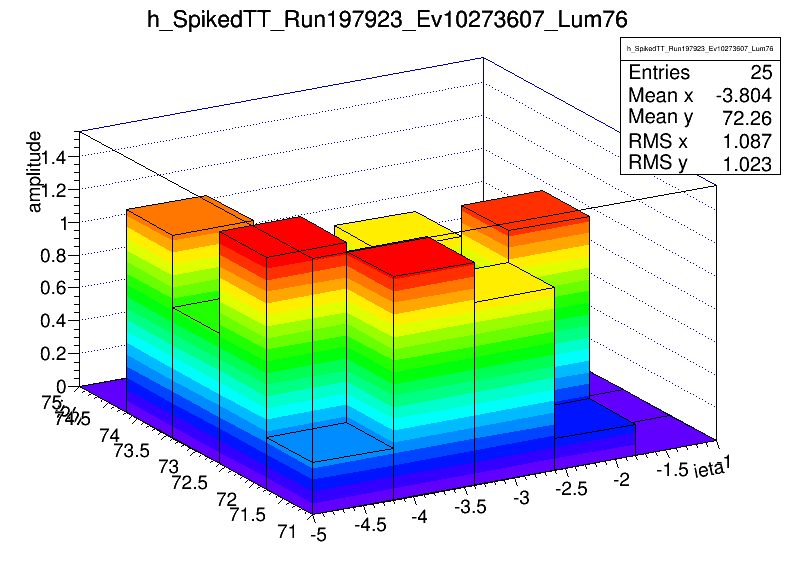 h_SpikedTT_Run197923_Ev10273607_Lum76
h_SpikedTT_Run197923_Ev10273607_Lum76
Entries 25
Mean x -3.804
Mean y 72.26
RMS x 1.087
RMS y 1.023
amplitude
1.4
1.2
1
0.8
0.6
0.4
0.2
0
75
74.5
74
73.5
73
72.5
72
71.5
71
-5
-4.5
-4
-3.5
-3
-2.5
-2
-1.5
-1
ieta